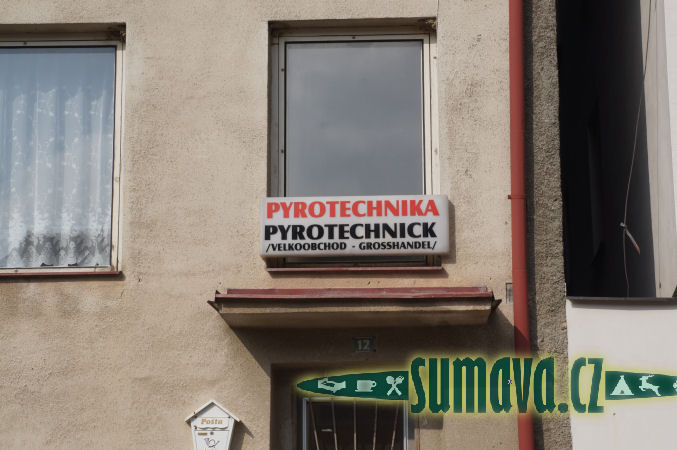 PYROTECHNIKA
PYROTECHNICK
/VELKOOBCHOD - GROSSHANDEL/
12
sumava.cz
Pošta